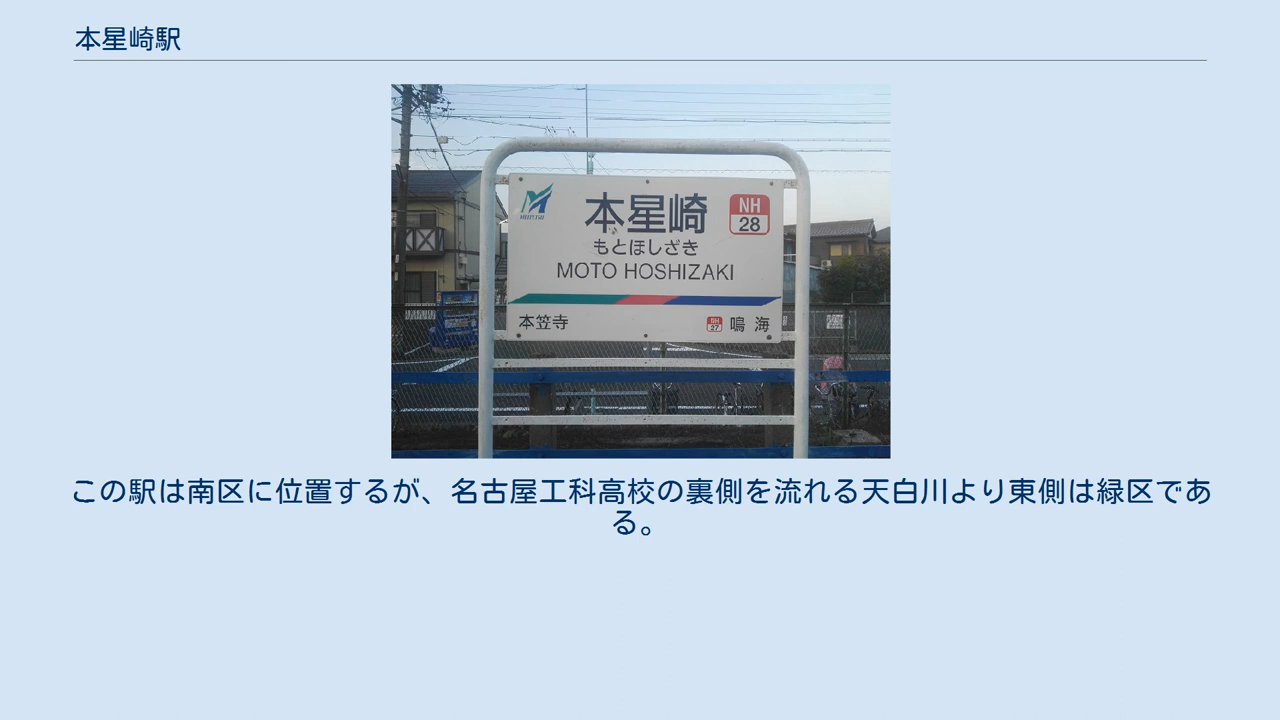 本星崎駅
本星崎
NH
28
もとほしざき
MOTO HOSHIZAKI
本笠寺
NH
27
鳴 海
この駅は南区に位置するが、名古屋工科高校の裏側を流れる天白川より東側は緑区であ
る。